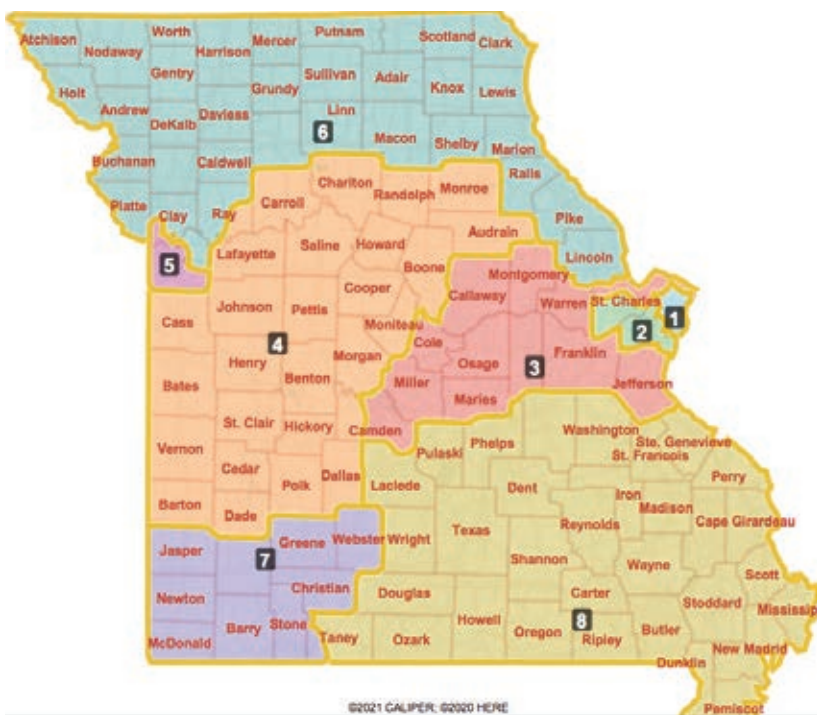 Atchison
Nodaway
Worth
Harrison
Mercer
Putnam
Scotland
Clark
Gentry
Sullivan
Adair
Knox
Lewis
Holt
Andrew
DeKalb
Daviess
Grundy
Linn
6
Macon
Shelby
Marion
Buchanan
Caldwell
Ralls
Platte
Clay
Ray
Carroll
Chariton
Randolph
Monroe
Pike
Audrain
Lincoln
5
Lafayette
Saline
Howard
Boone
Montgomery
Callaway
Warren
St. Charles
1
2
Cass
Johnson
Pettis
Cooper
Moniteau
4
Cole
Osage
Franklin
3
Henry
Morgan
Benton
Miller
Maries
Jefferson
Bates
St. Clair
Hickory
Camden
Washington
Ste. Genevieve
St. Francois
Vernon
Cedar
Polk
Dallas
Pulaski
Phelps
Laclede
Dent
Perry
Barton
Dade
Iron
Madison
Reynolds
Cape Girardeau
Jasper
7
Greene
Webster
Wright
Texas
Shannon
Wayne
Scott
Newton
Christian
Douglas
Carter
Stoddard
Mississip
McDonald
Barry
Stone
Taney
Ozark
Howell
Oregon
8
Ripley
Butler
New Madrid
Dunklin
Pemiscot
©2021 CALIPER; ©2020 HERE